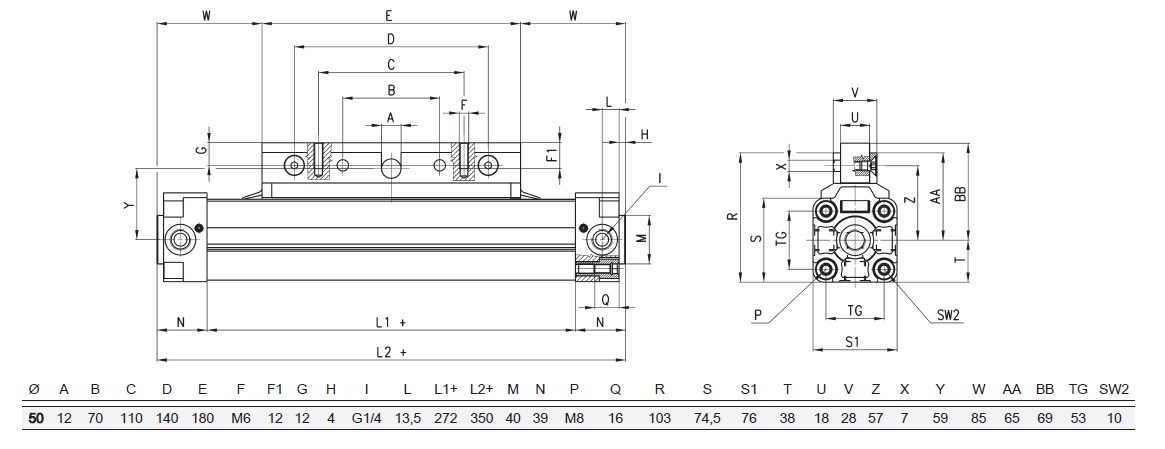 W E W
D
C
B
A
F
L
H
G
F1
I
Y
M
Q
N L1 + N
L2 +
V
U
X
R
S
TG
Z
AA
BB
T
P
TG
SW2
S1
Ø A B C D E F F1 G H I L L1+ L2+ M N P Q R S S1 T U V Z X Y W AA BB TG SW2
50 12 70 110 140 180 M6 12 12 4 G1/4 13,5 272 350 40 39 M8 16 103 74,5 76 38 18 28 57 7 59 85 65 69 53 10